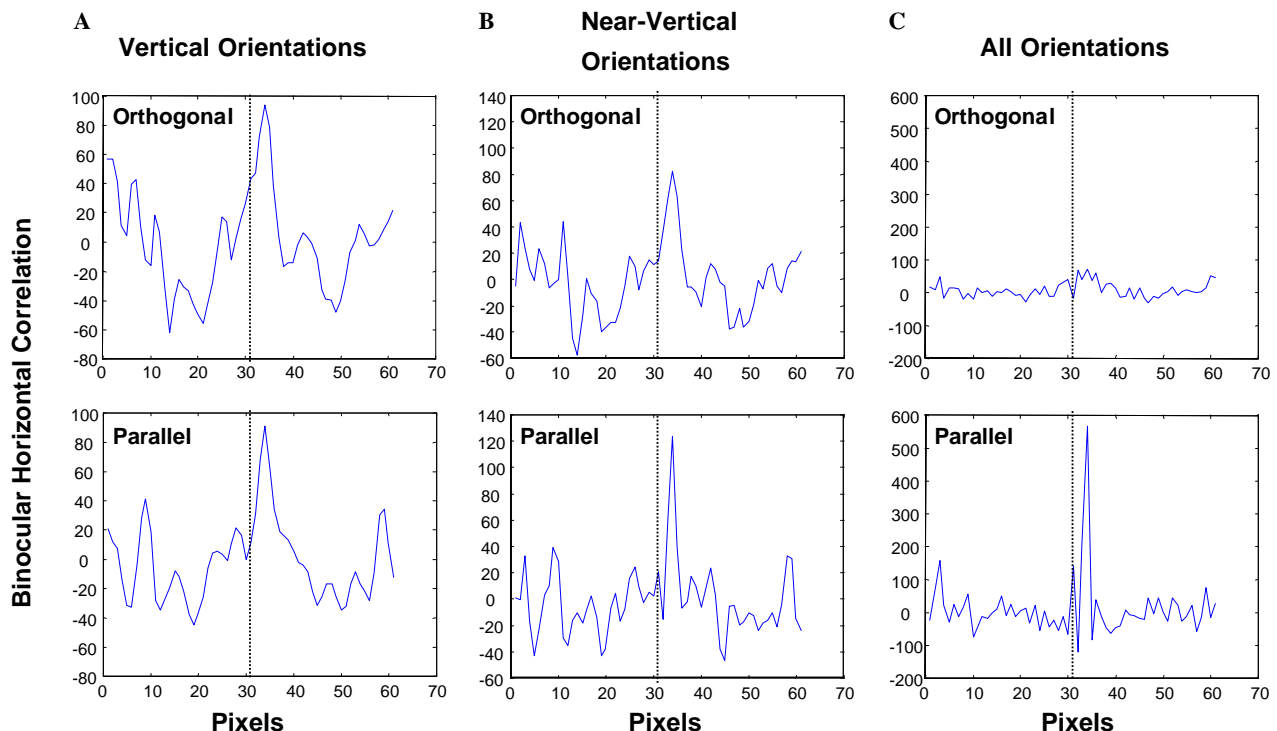 A
Vertical Orientations
B
Near-Vertical
Orientations
C
All Orientations
Binocular Horizontal Correlation
Orthogonal
100
80
60
40
20
0
-20
-40
-60
-80
0 10 20 30 40 50 60 70
Orthogonal
140
120
100
80
60
40
20
0
-20
-40
-60
0 10 20 30 40 50 60 70
Orthogonal
600
500
400
300
200
100
0
-100
-200
0 10 20 30 40 50 60 70
Parallel
100
80
60
40
20
0
-20
-40
-60
-80
0 10 20 30 40 50 60 70
Pixels
Parallel
140
120
100
80
60
40
20
0
-20
-40
-60
0 10 20 30 40 50 60 70
Pixels
Parallel
600
500
400
300
200
100
0
-100
-200
0 10 20 30 40 50 60 70
Pixels